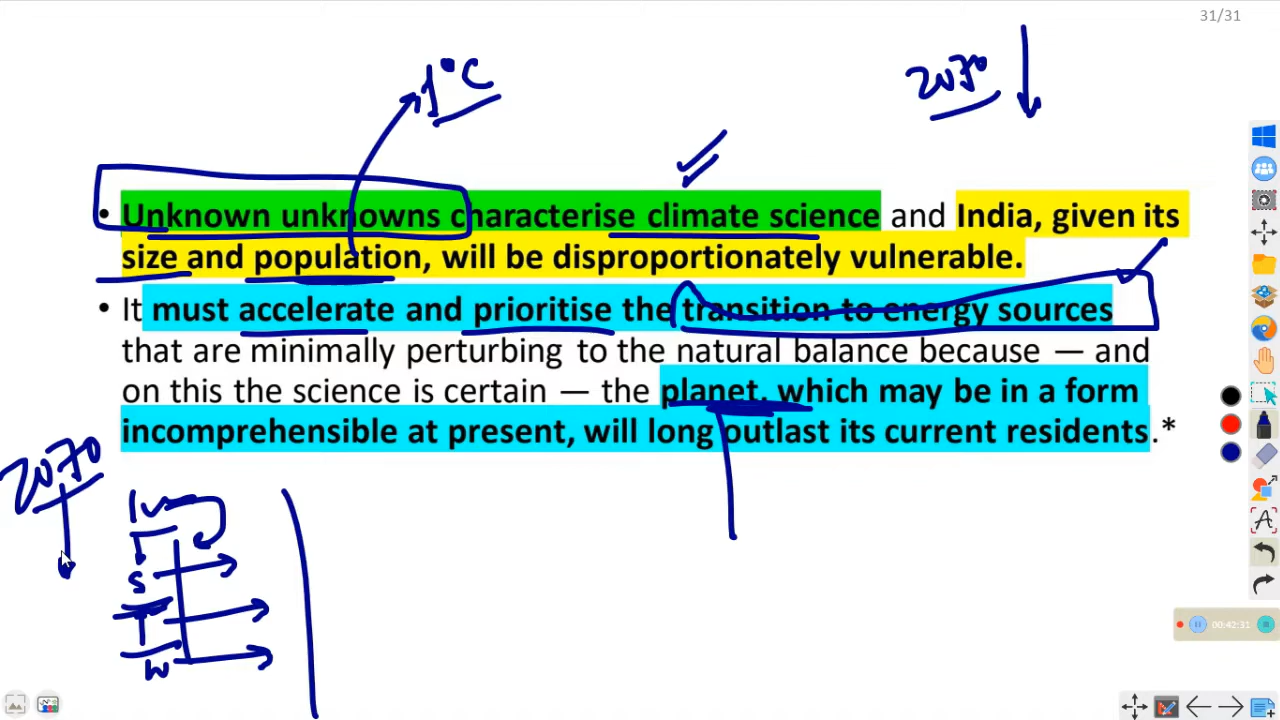 31/31
1°C
2070
• Unknown unknowns characterise climate science and India, given its
size and population, will be disproportionately vulnerable.
• It must accelerate and prioritise the transition to energy sources
that are minimally perturbing to the natural balance because — and
on this the science is certain — the planet, which may be in a form
incomprehensible at present, will long outlast its current residents.*
2070
S
T
W
00:42:31